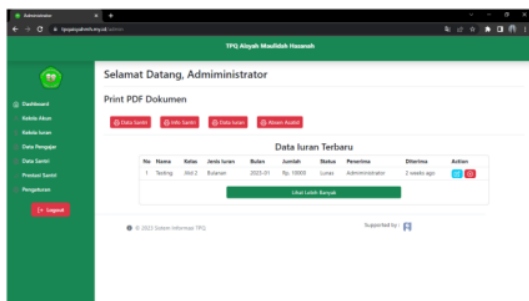 Administrator
TPQ Aisyah Maulidah Hasanah
Dashboard
Kelola Akun
Kelola Iuran
Data Pengajar
Data Santri
Prestasi Santri
Pengaturan
Logout
Selamat Datang, Admiministrator
Print PDF Dokumen
Data Santri
Info Santri
Data Iuran
Absen Asatid
Data Iuran Terbaru
No Nama Kelas Jenis Iuran Bulan Jumlah Status Penerima Diterima Action
1 Testing Jilid 2 Bulanan 2023-01 Rp. 10000 Lunas Admiministrator 2 weeks ago
Lihat Lebih Banyak
© 2023 Sistem Informasi TPQ
Supported by :